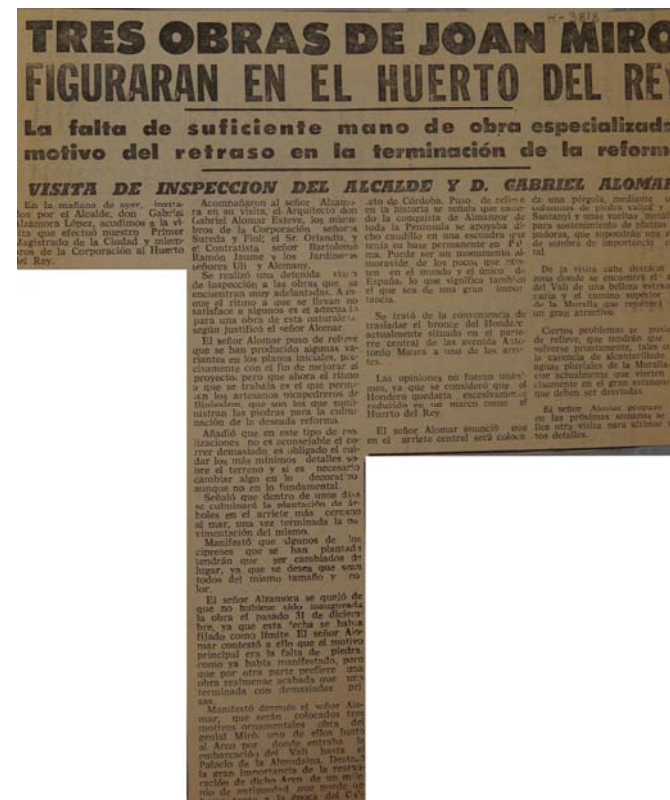 H-3818
TRES OBRAS DE JOAN MIRO
FIGURARAN EN EL HUERTO DEL REY
La falta de suficiente mano de obra especializada
motivo del retraso en la terminación de la reforma
VISITA DE INSPECCION DEL ALCALDE Y D. GABRIEL ALOMAR
En la mañana de ayer, invita-
dos por el Alcalde, don Gabriel
Alzamora López, acudimos a la vi-
sita que efectuó nuestro Primer
Magistrado de la Ciudad y miem-
bros de la Corporación al Huerto
del Rey.
Acompañaron al señor Alzamo-
ra en su visita, el Arquitecto don
Gabriel Alomar Esteve, los miem-
bros de la Corporación señores
Sureda y Fiol; el Sr. Orlandis, y
el Contratista señor Bartolomé
Ramón Jaume y los Jardineros
señores Uli y Alemany.
Se realizó una detenida visita
de inspección a las obras que se
encuentran muy adelantadas. Aun-
que el ritmo a que se llevan no
satisface a algunos es el adecuado
para una obra de esta naturaleza
según justificó el señor Alomar.
El señor Alomar puso de relieve
que se han producido algunas va-
riantes en los planos iniciales, pre-
cisamente con el fin de mejorar el
proyecto, pero que ahora el ritmo
a que se trabaja es el que permi-
ten los artesanos picapedreros de
Binisalem, que son los que sumi-
nistran las piedras para la culmi-
nación de la deseada reforma.
Añadió que en este tipo de rea-
lizaciones no es aconsejable el co-
rrer demasiado, es obligado el cui-
dar los más mínimos detalles so-
bre el terreno y si es necesario
cambiar algo en lo decorativo
aunque no en lo fundamental.
Señaló que dentro de unos días
se culminará la plantación de ár-
boles en el arriete más cercano
al mar, una vez terminada la pa-
vimentación del mismo.
Manifestó que algunos de los
cipreses que se han plantado
tendrán que ser cambiados de
lugar, ya que se desea que sean
todos del mismo tamaño y co-
lor.
El señor Alzamora se quejó de
que no hubiese sido inaugurada
la obra el pasado 31 de diciem-
bre, ya que esta fecha se había
fijado como límite. El señor Alo-
mar contestó a ello que el motivo
principal era la falta de piedra,
como ya había manifestado, pero
que por otra parte prefiere una
obra realmente acabada que una
terminada con demasiadas pri-
sas.
Manifestó después el señor Alo-
mar, que serán colocados tres
motivos ornamentales obra del
genial Miró, uno de ellos junto
al Arco por donde entraba la
embarcación del Valí hasta el
Palacio de la Almudaina. Destacó
la gran importancia de la restau-
ración de dicho Arco de un mile-
nio de antigüedad, que puede
a la época del
ato de Córdoba. Puso de relieve
en la historia se señala que cuan-
do la conquista de Almanzor de
toda la Península se apoyaba di-
cho caudillo en una escuadra que
tenía su base permanente en Pal
ma. Puede ser un monumento al-
moravide de los pocos que exis-
ten en el mundo y el único de
España, lo que significa también
el que sea de una gran impor-
tancia.
Se trató de la conveniencia de
trasladar el bronce del Hondero
actualmente situado en el parte-
rre central de las avenida Anto-
nio Maura a uno de los arrie-
tes.
Las opiniones no fueron unáni-
mes, ya que se consideró que el
Hondero quedaría excesivamente
reducido en un marco como el
Huerto del Rey.
El señor Alomar anunció que
en el arriete central será coloca
de una pérgola, mediante
columnas de piedra caliza y
Santanyí y unas vueltas
para sostenimiento de plantas
padoras, que supondrán una
de sombra de importancia
tal.
De la visita cabe destacar
zona donde se encuentra el
del Valí de una belleza extraor
caria y el camino superior
de la Muralla que
un gran atractivo.
Ciertos problemas se
de relieve, que tendrán que
solverse prontamente, tales
la carencia de alcantarillado
aguas pluviales de la Muralla
que actualmente que vierten
ciamente en el gran estanque
que deben ser desviadas.
El señor Alomar propuso
en las próximas semanas se
lice otra visita para ultimar
tos detalles.